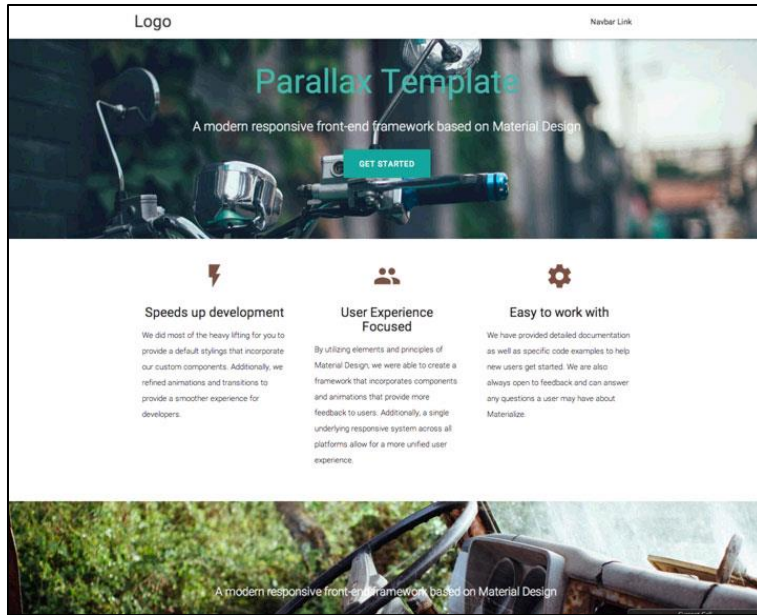 Logo
Navbar Link
Parallax Template
A modern responsive front-end framework based on Material Design
GET STARTED
Speeds up development
We did most of the heavy lifting for you to
provide a default stylings that incorporate
our custom components. Additionally, we
refined animations and transitions to
provide a smoother experience for
developers.
User Experience
Focused
By utilizing elements and principles of
Material Design, we were able to create a
framework that incorporates components
and animations that provide more
feedback to users. Additionally, a single
underlying responsive system across all
platforms allow for a more unified user
experience.
Easy to work with
We have provided detailed documentation
as well as specific code examples to help
new users get started. We are also
always open to feedback and can answer
any questions a user may have about
Materialize.
A modern responsive front-end framework based on Material Design